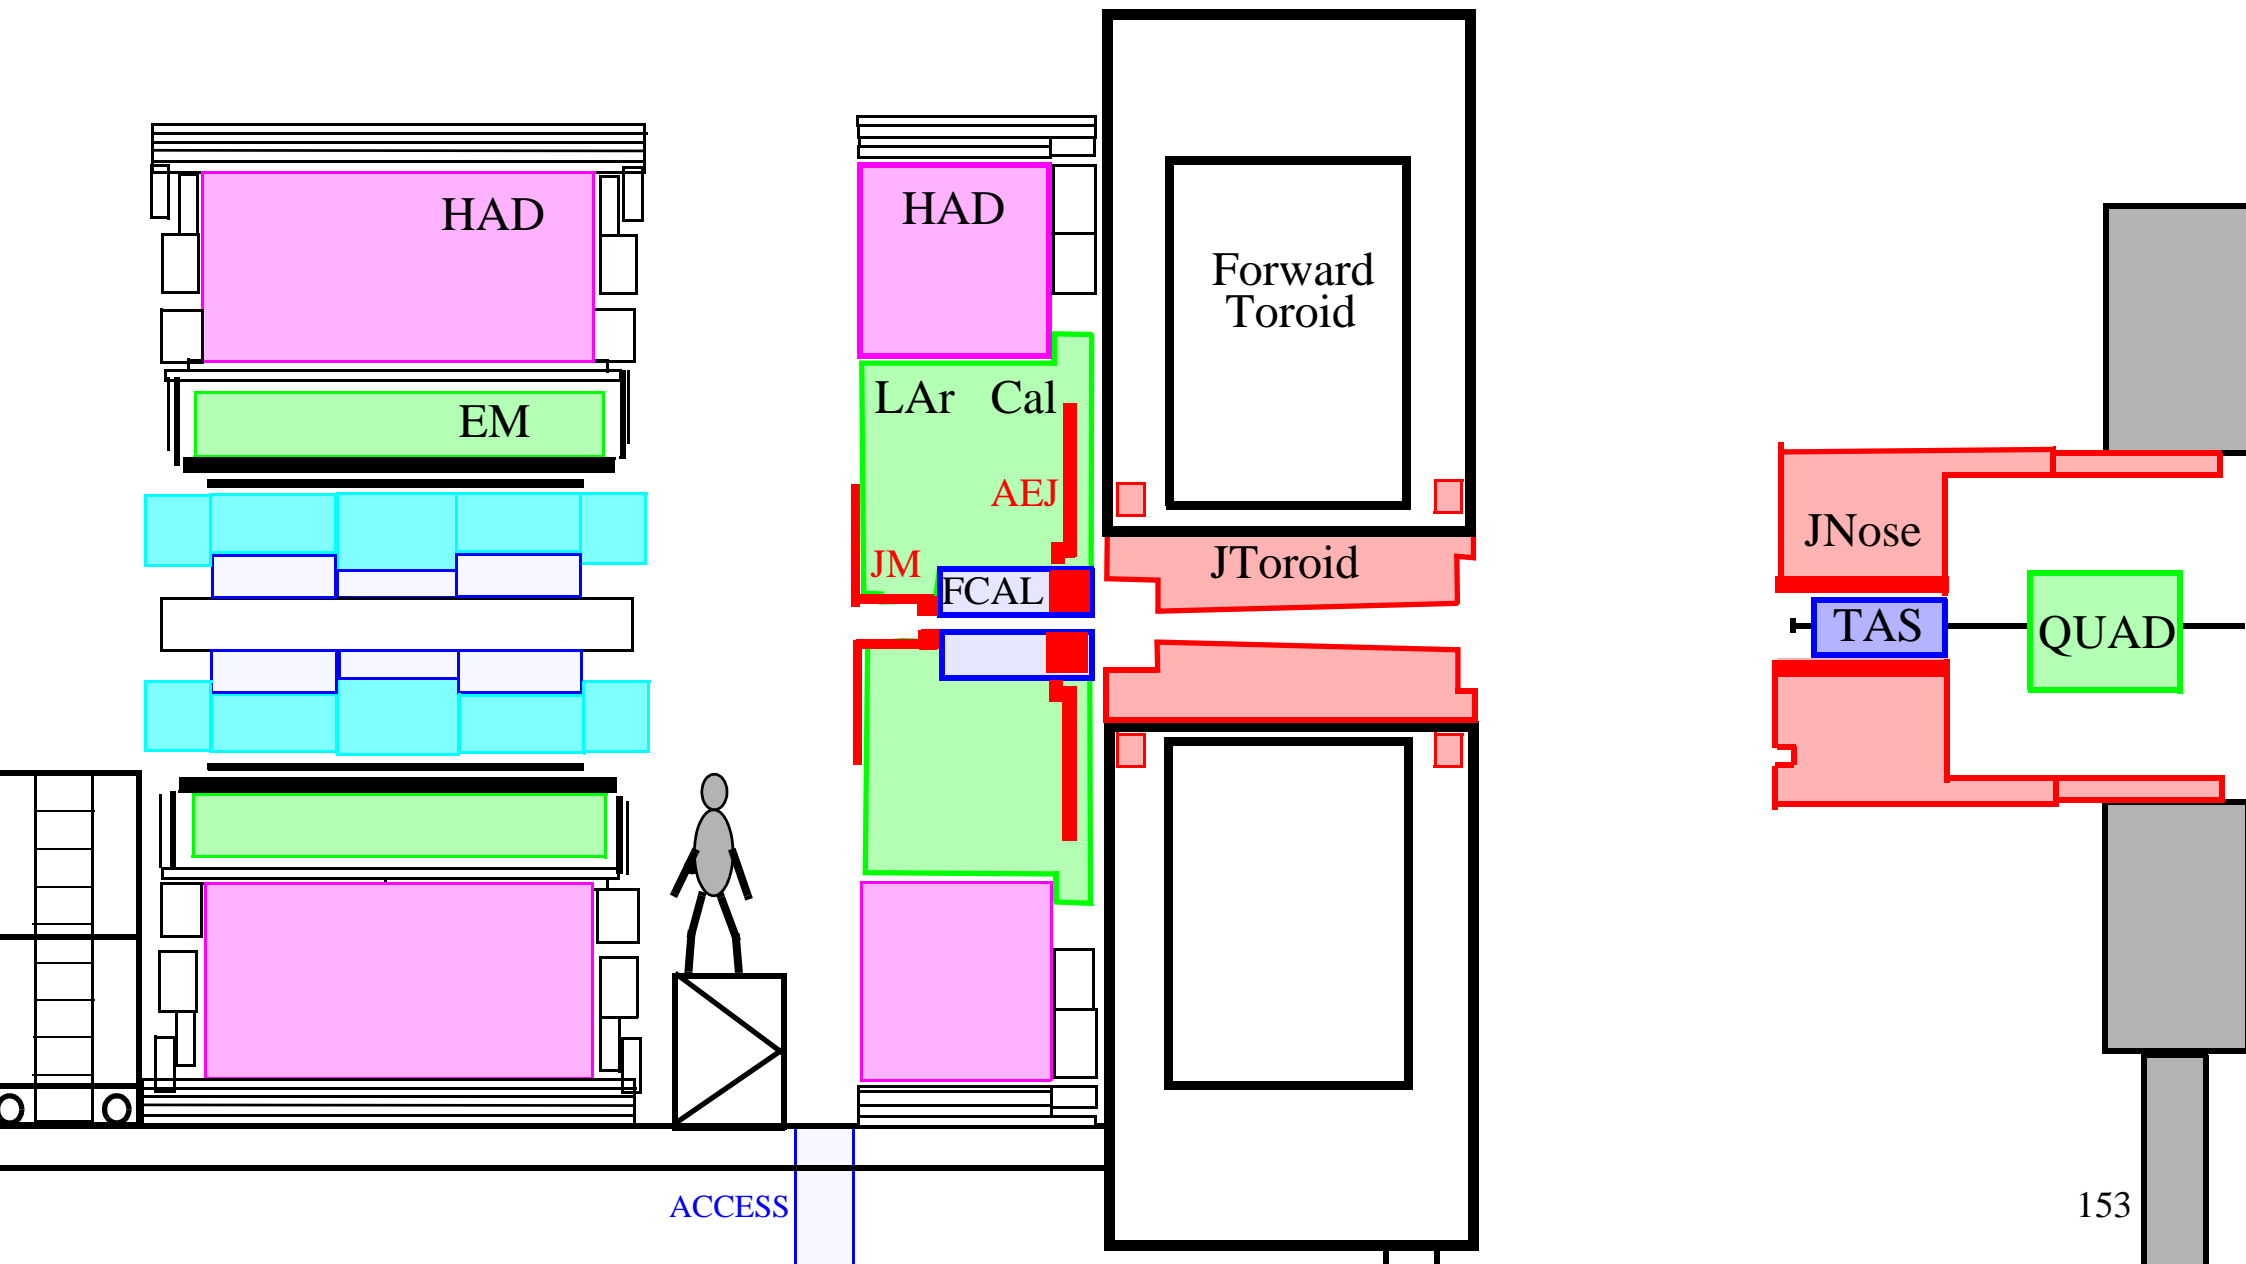 HAD
HAD
Forward
Toroid
LAr Cal
EM
AEJ
JM
FCAL
JToroid
JNose
TAS
QUAD
ACCESS
153